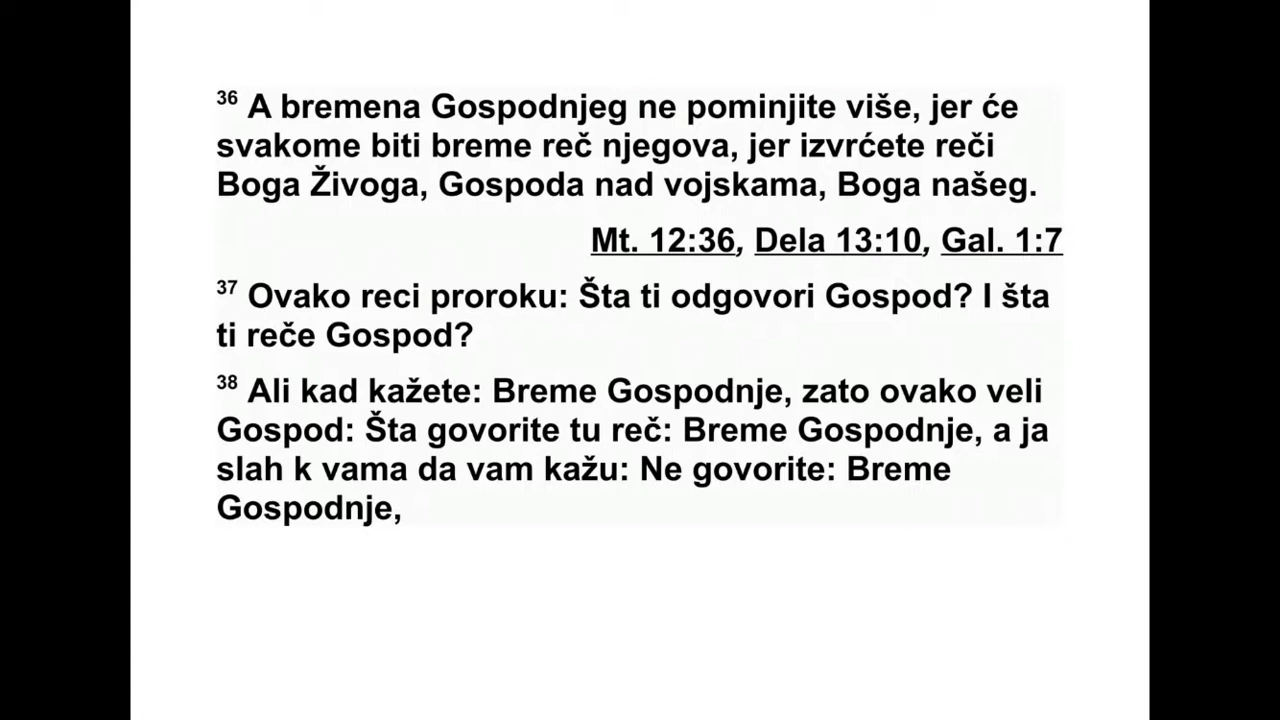 36 A bremena Gospodnjeg ne pominjite više, jer će
svakome biti breme reč njegova, jer izvrćete reči
Boga Živoga, Gospoda nad vojskama, Boga našeg.
Mt. 12:36, Dela 13:10, Gal. 1:7
37 Ovako reci proroku: Šta ti odgovori Gospod? I šta
ti reče Gospod?
38 Ali kad kažete: Breme Gospodnje, zato ovako veli
Gospod: Šta govorite tu reč: Breme Gospodnje, a ja
slah k vama da vam kažu: Ne govorite: Breme
Gospodnje,